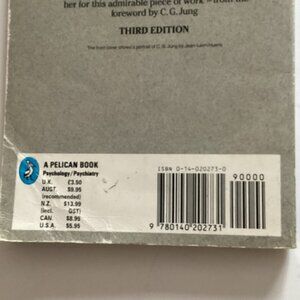 her for this admirable piece of work - from the
foreword by C. G. Jung
THIRD EDITION
The front cover shows a portrait of C. G. Jung by
A PELICAN BOOK
Psychology/Psychiatry
U.K. £3.50
AUST. $9.95
(recommended)
N.Z. $13.99
(incl. GST)
CAN. $8.95
U.S.A. $5.95
ISBN 0-14-020273-0
90000
9 780140 202731